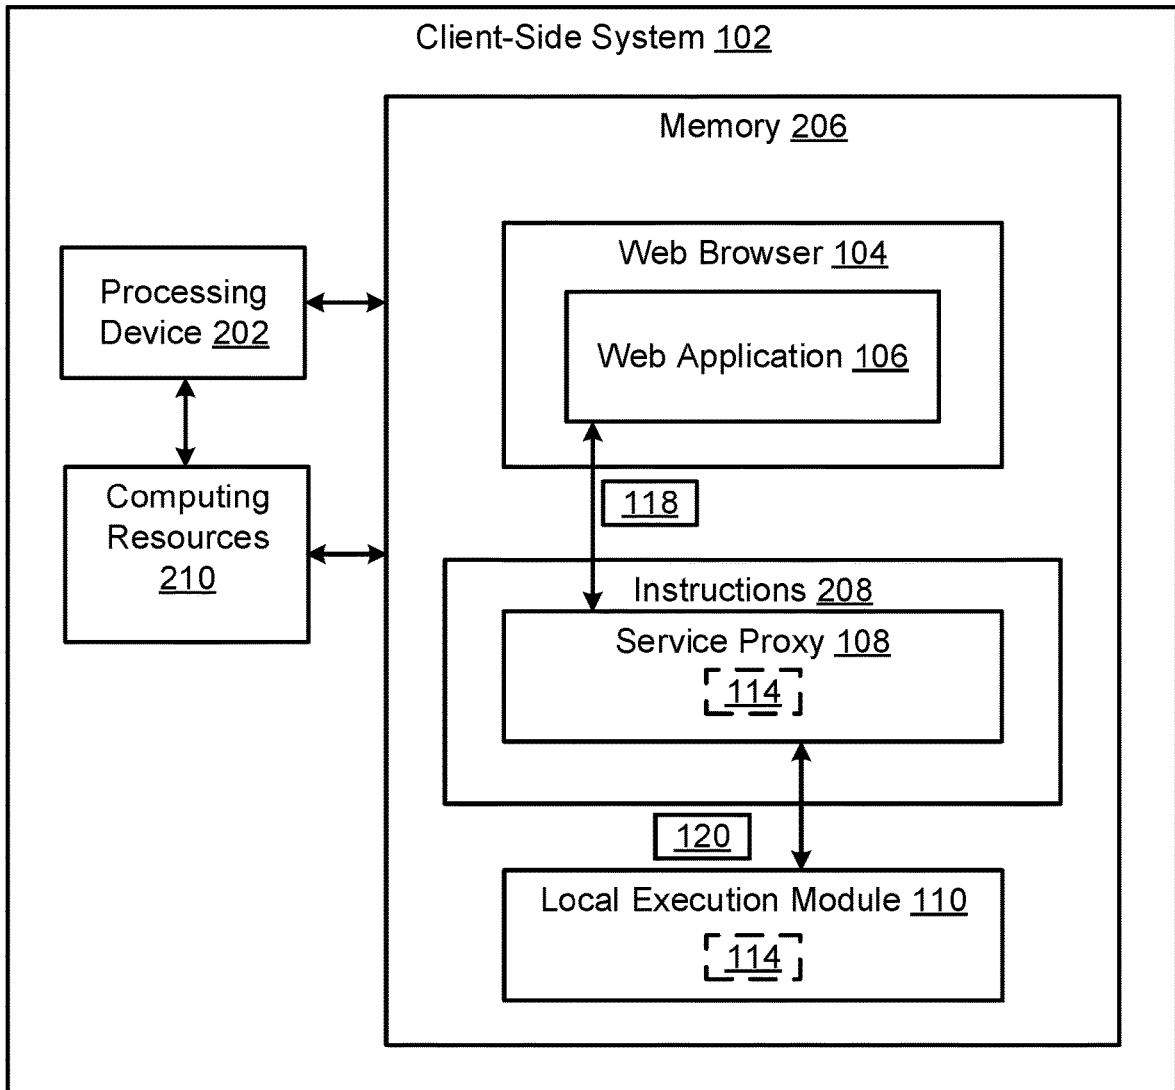 Client-Side System 102
Memory 206
Web Browser 104
Web Application 106
Processing
Device 202
Computing
Resources
210
118
Instructions 208
Service Proxy 108
114
120
Local Execution Module 110
114